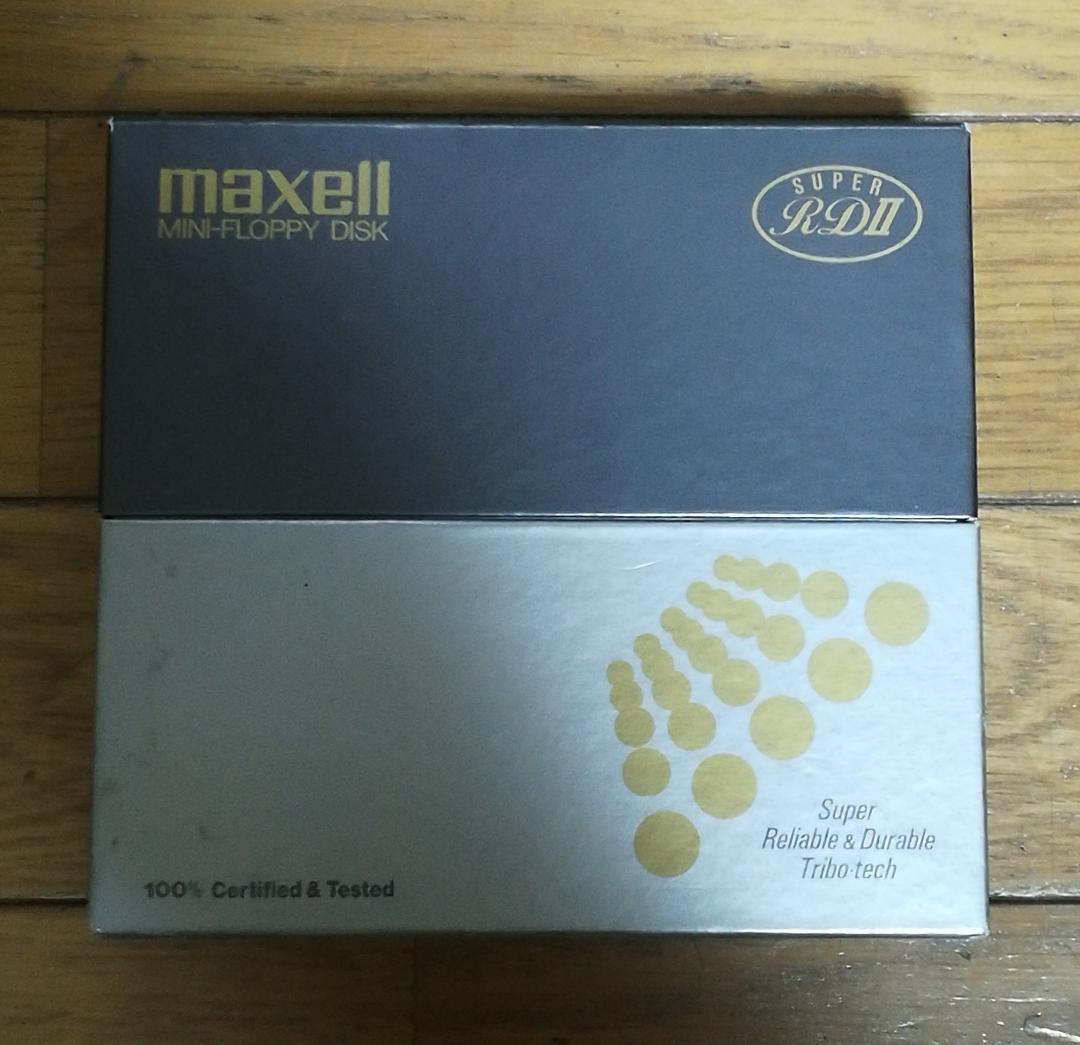 maxell
MINI-FLOPPY DISK
SUPER
RDII
Super
Reliable & Durable
Tribo-tech
100% Certified & Tested